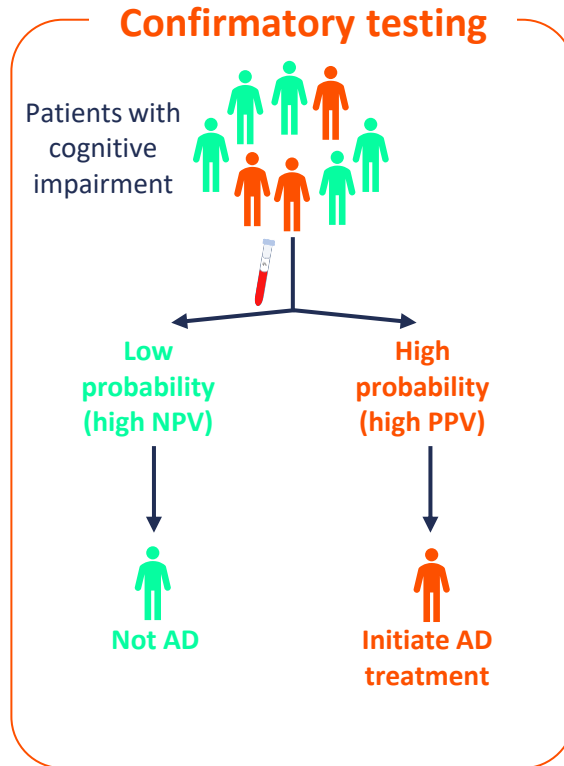 Confirmatory testing
Patients with
cognitive
impairment
Low
probability
(high NPV)
High
probability
(high PPV)
Not AD
Initiate AD
treatment